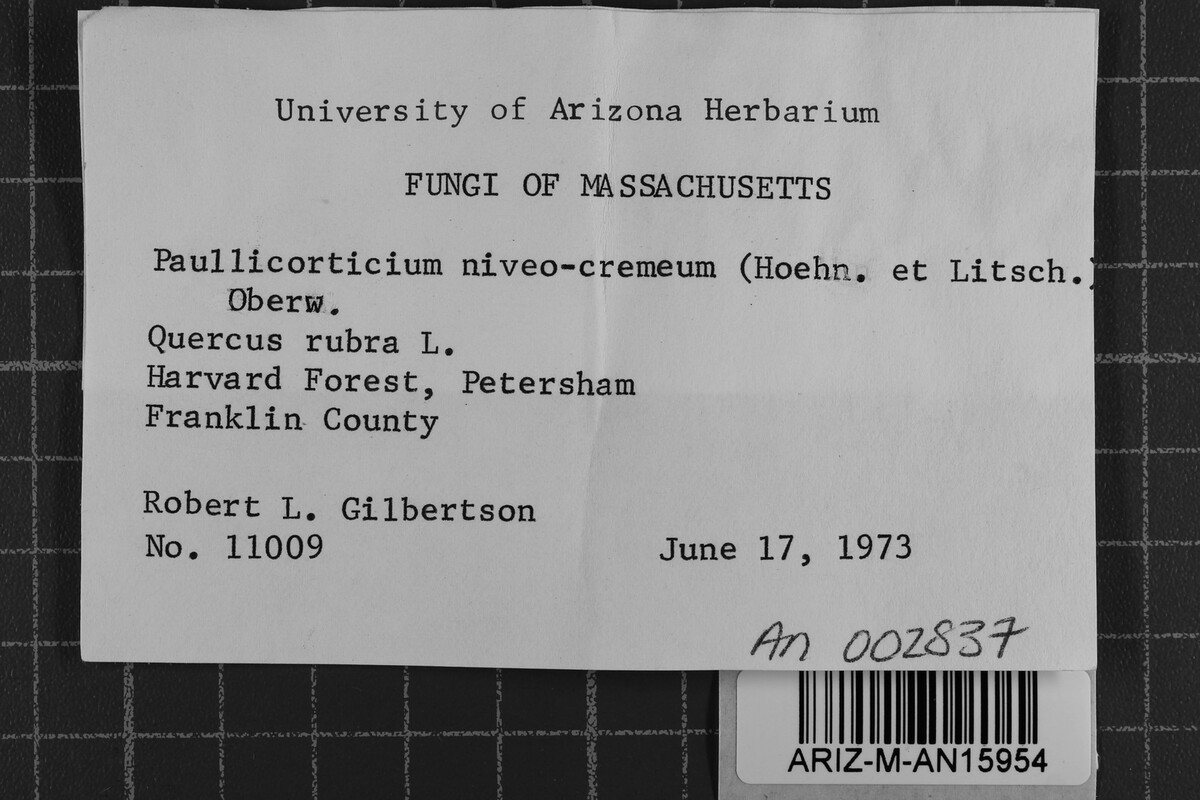 University of Arizona Herbarium
FUNGI OF MASSACHUSETTS
Paullicorticium niveo-cremeum (Hoehn. et Litsch.)
Oberw.
Quercus rubra L.
Harvard Forest, Petersham
Franklin County
Robert L. Gilbertson
No. 11009
June 17, 1973
An 002837
ARIZ-M-AN15954